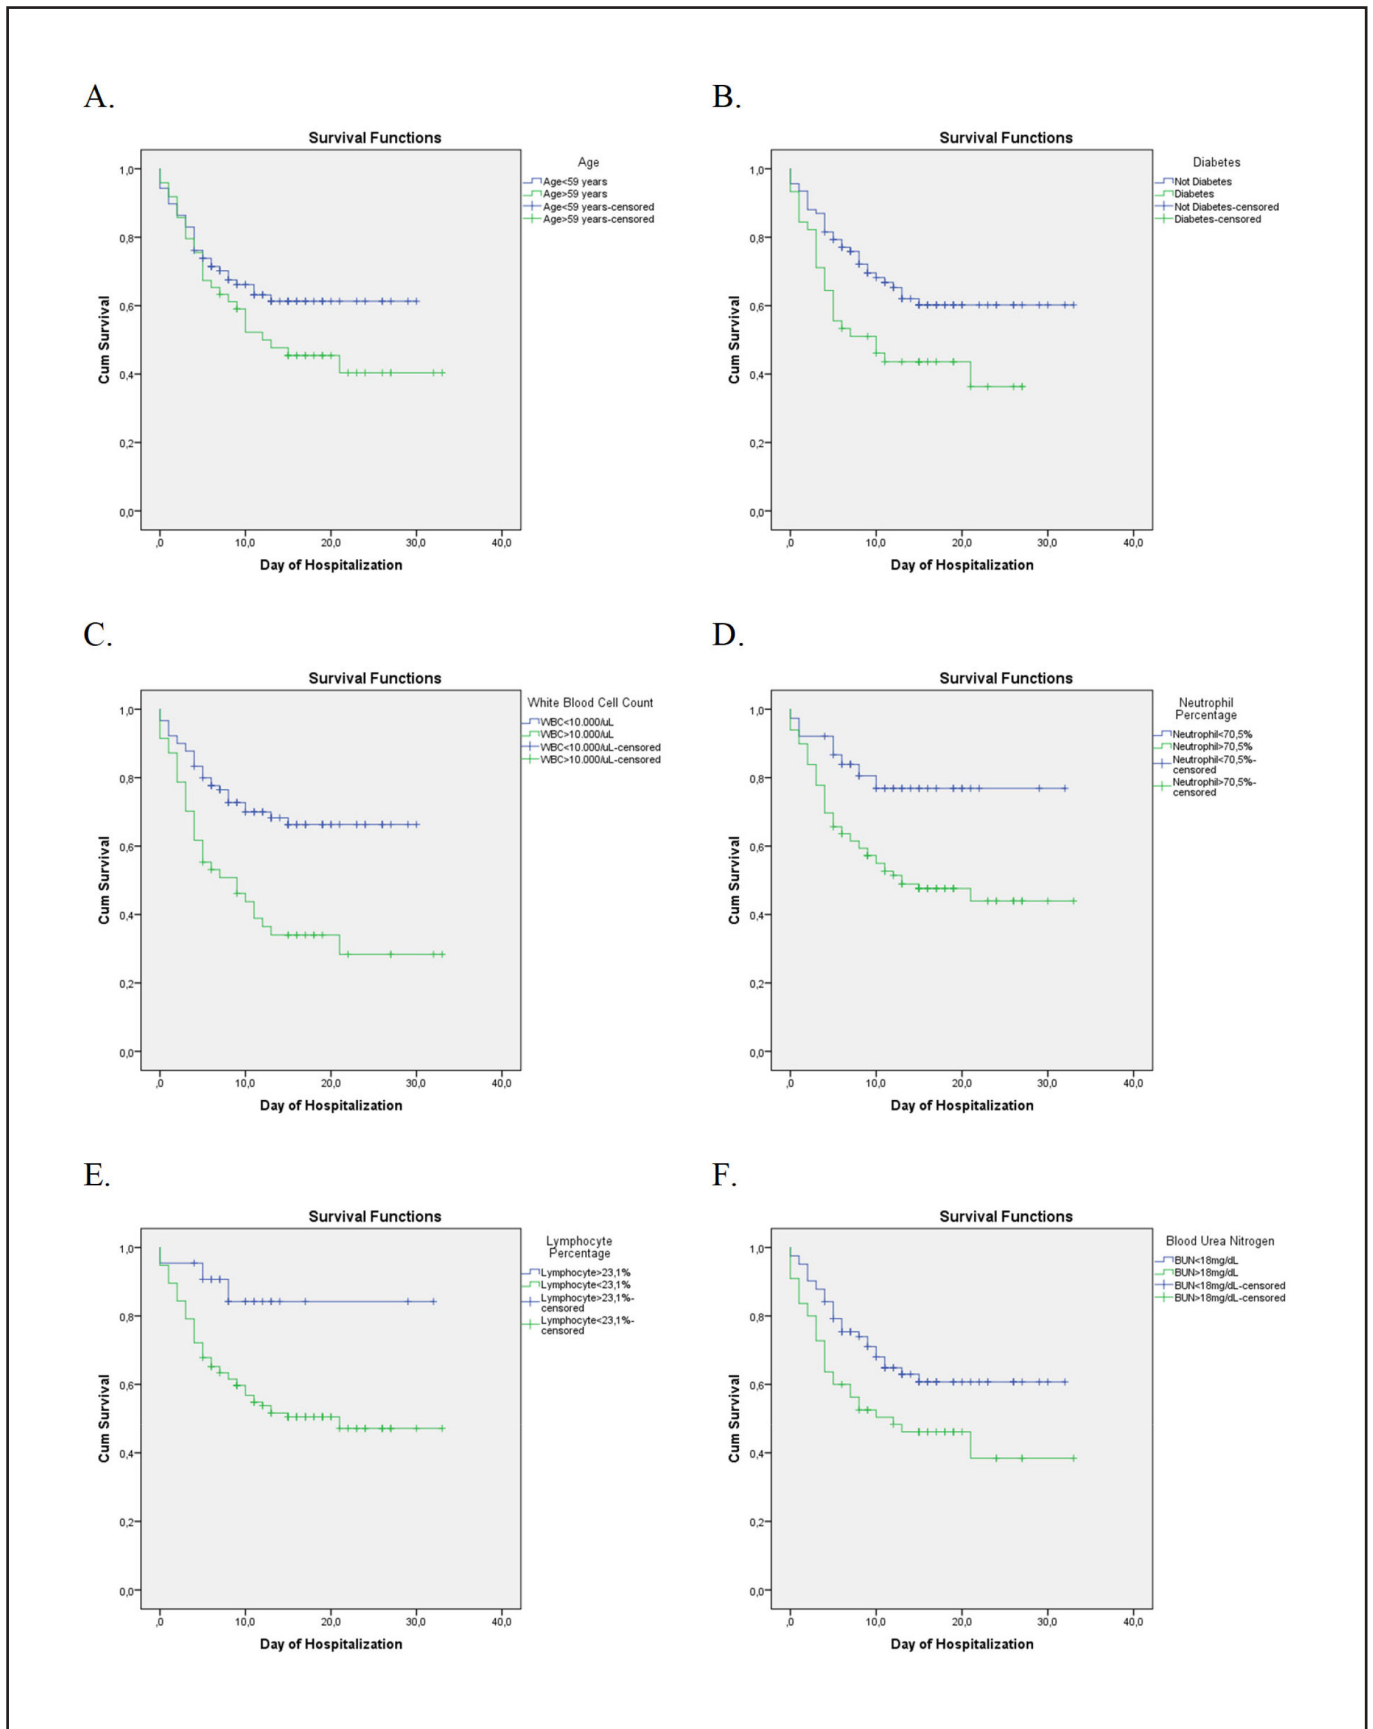 A.
Survival Functions
Age
Age<59 years
Age>59 years
Age<59 years-censored
Age>59 years-censored
1,0
0,8
0,6
0,4
0,2
0,0
Cum Survival
,0 10,0 20,0 30,0 40,0
Day of Hospitalization
B.
Survival Functions
Diabetes
Not Diabetes
Diabetes
Not Diabetes-censored
Diabetes-censored
1,0
0,8
0,6
0,4
0,2
0,0
Cum Survival
,0 10,0 20,0 30,0 40,0
Day of Hospitalization
C.
Survival Functions
White Blood Cell Count
WBC<10.000/uL
WBC>10.000/uL
WBC<10.000/uL-censored
WBC>10.000/uL-censored
1,0
0,8
0,6
0,4
0,2
0,0
Cum Survival
,0 10,0 20,0 30,0 40,0
Day of Hospitalization
D.
Survival Functions
Neutrophil
Percentage
Neutrophil<70,5%
Neutrophil>70,5%
Neutrophil<70,5%-
censored
Neutrophil>70,5%-
censored
1,0
0,8
0,6
0,4
0,2
0,0
Cum Survival
,0 10,0 20,0 30,0 40,0
Day of Hospitalization
E.
Survival Functions
Lymphocyte
Percentage
Lymphocyte>23,1%
Lymphocyte<23,1%
Lymphocyte>23,1%-
censored
Lymphocyte<23,1%-
censored
1,0
0,8
0,6
0,4
0,2
0,0
Cum Survival
,0 10,0 20,0 30,0 40,0
Day of Hospitalization
F.
Survival Functions
Blood Urea Nitrogen
BUN<18mg/dL
BUN>18mg/dL
BUN<18mg/dL-censored
BUN>18mg/dL-censored
1,0
0,8
0,6
0,4
0,2
0,0
Cum Survival
,0 10,0 20,0 30,0 40,0
Day of Hospitalization